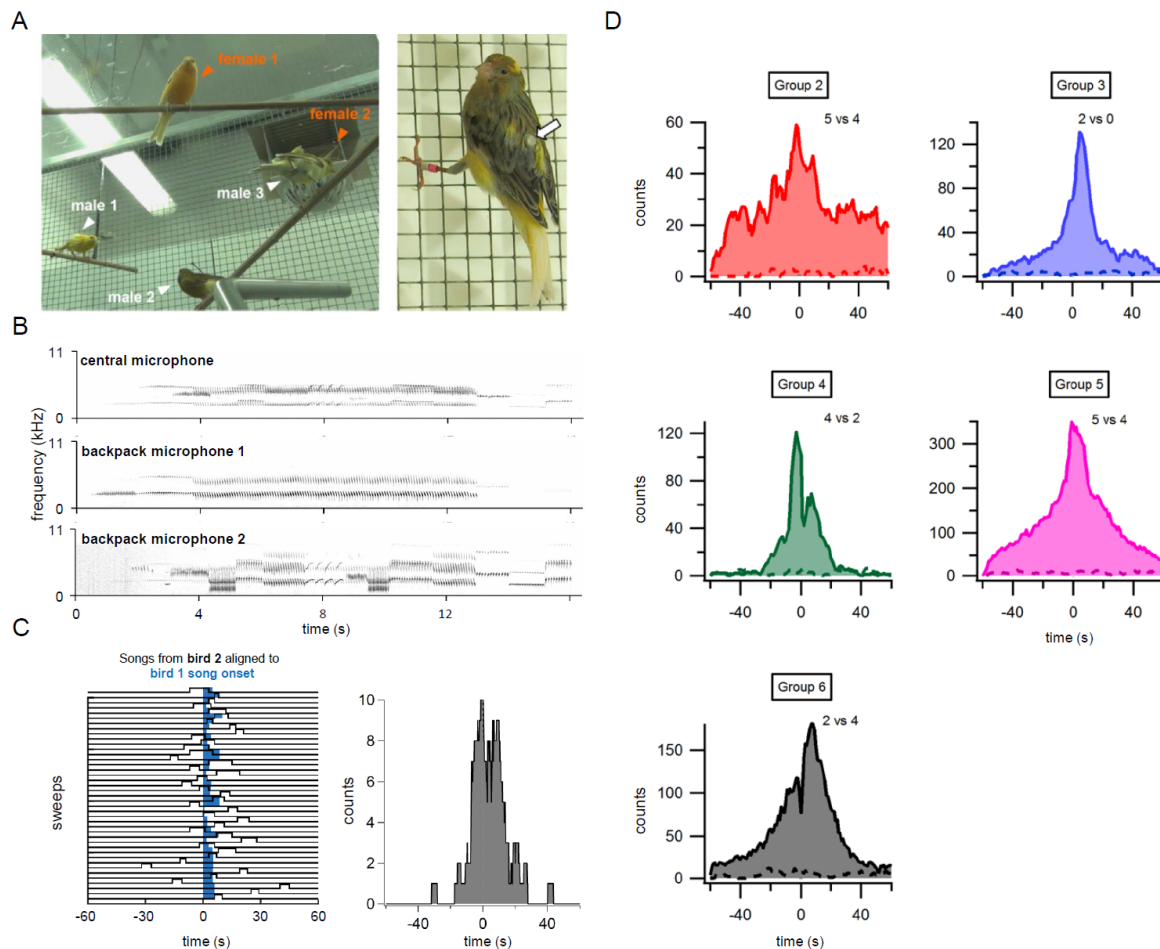 A
female 1
female 2
male 3
male 1
male 2
B
11
central microphone
0
11
backpack microphone 1
0
11
backpack microphone 2
0
frequency (kHz)
0 4 8 12
time (s)
C
Songs from bird 2 aligned to
bird 1 song onset
sweeps
-60 -30 0 30 60
time (s)
10
8
6
4
2
0
counts
-40 0 40
time (s)
D
Group 2
5 vs 4
60
40
20
0
counts
-40 0 40
Group 3
2 vs 0
120
80
40
0
-40 0 40
Group 4
4 vs 2
120
80
40
0
counts
-40 0 40
Group 5
5 vs 4
300
200
100
0
-40 0 40
time (s)
Group 6
2 vs 4
150
100
50
0
counts
-40 0 40
time (s)